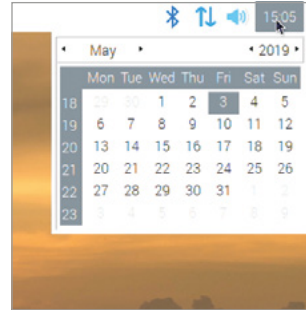 15:05
May 2019
Mon Tue Wed Thu Fri Sat Sun
18 29 30 1 2 3 4 5
19 6 7 8 9 10 11 12
20 13 14 15 16 17 18 19
21 20 21 22 23 24 25 26
22 27 28 29 30 31 1 2
23 3 4 5 6 7 8 9